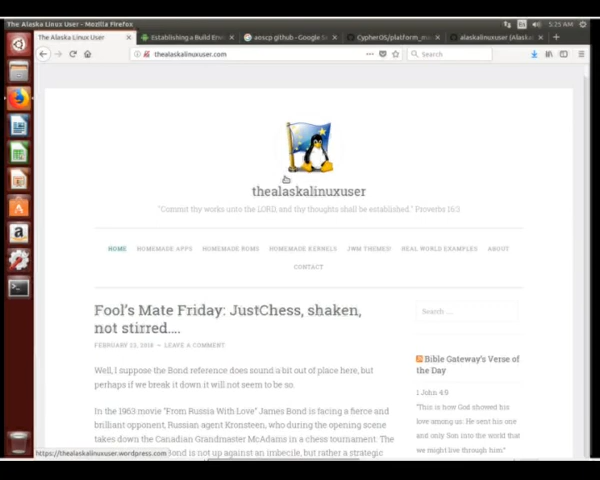 The Alaska Linux User - Mozilla Firefox
En
5:25 AM
The Alaska Linux User
Establishing a Build Envi
aoscp github - Google Se
CypherOS/platform_ma
alaskalinuxuser (Alaska
thealaskalinuxuser.com
Search
thealaskalinuxuser
"Commit thy works unto the LORD, and thy thoughts shall be established." Proverbs 16:3
HOME HOMEMADE APPS HOMEMADE ROMS HOMEMADE KERNELS JWM THEMES! REAL WORLD EXAMPLES ABOUT
CONTACT
Fool's Mate Friday: JustChess, shaken,
not stirred....
FEBRUARY 23, 2018 ~ LEAVE A COMMENT
Well, I suppose the Bond reference does sound a bit out of place here, but
perhaps if we break it down it will not seem to be so.
In the 1963 movie "From Russia With Love" James Bond is facing a fierce and
brilliant opponent, Russian agent Kronsteen, who during the opening scene
takes down the Canadian Grandmaster McAdams in a chess tournament. The
Bond is not up against an imbecile, but rather a strategic
Search …
Bible Gateway's Verse of
the Day
1 John 4:9
"This is how God showed his
love among us: He sent his one
and only Son into the world that
we might live through him."
https://thealaskalinuxuser.wordpress.com